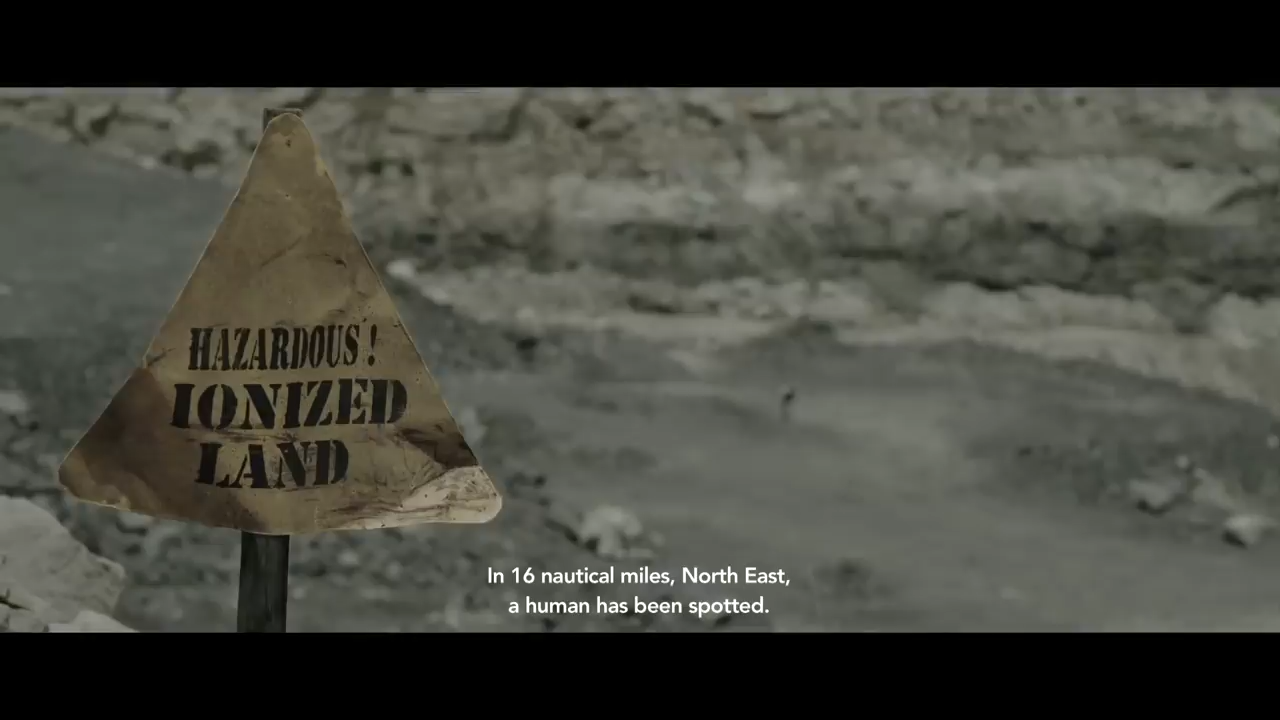 HAZARDOUS!
IONIZED
LAND
In 16 nautical miles, North East,
a human has been spotted.